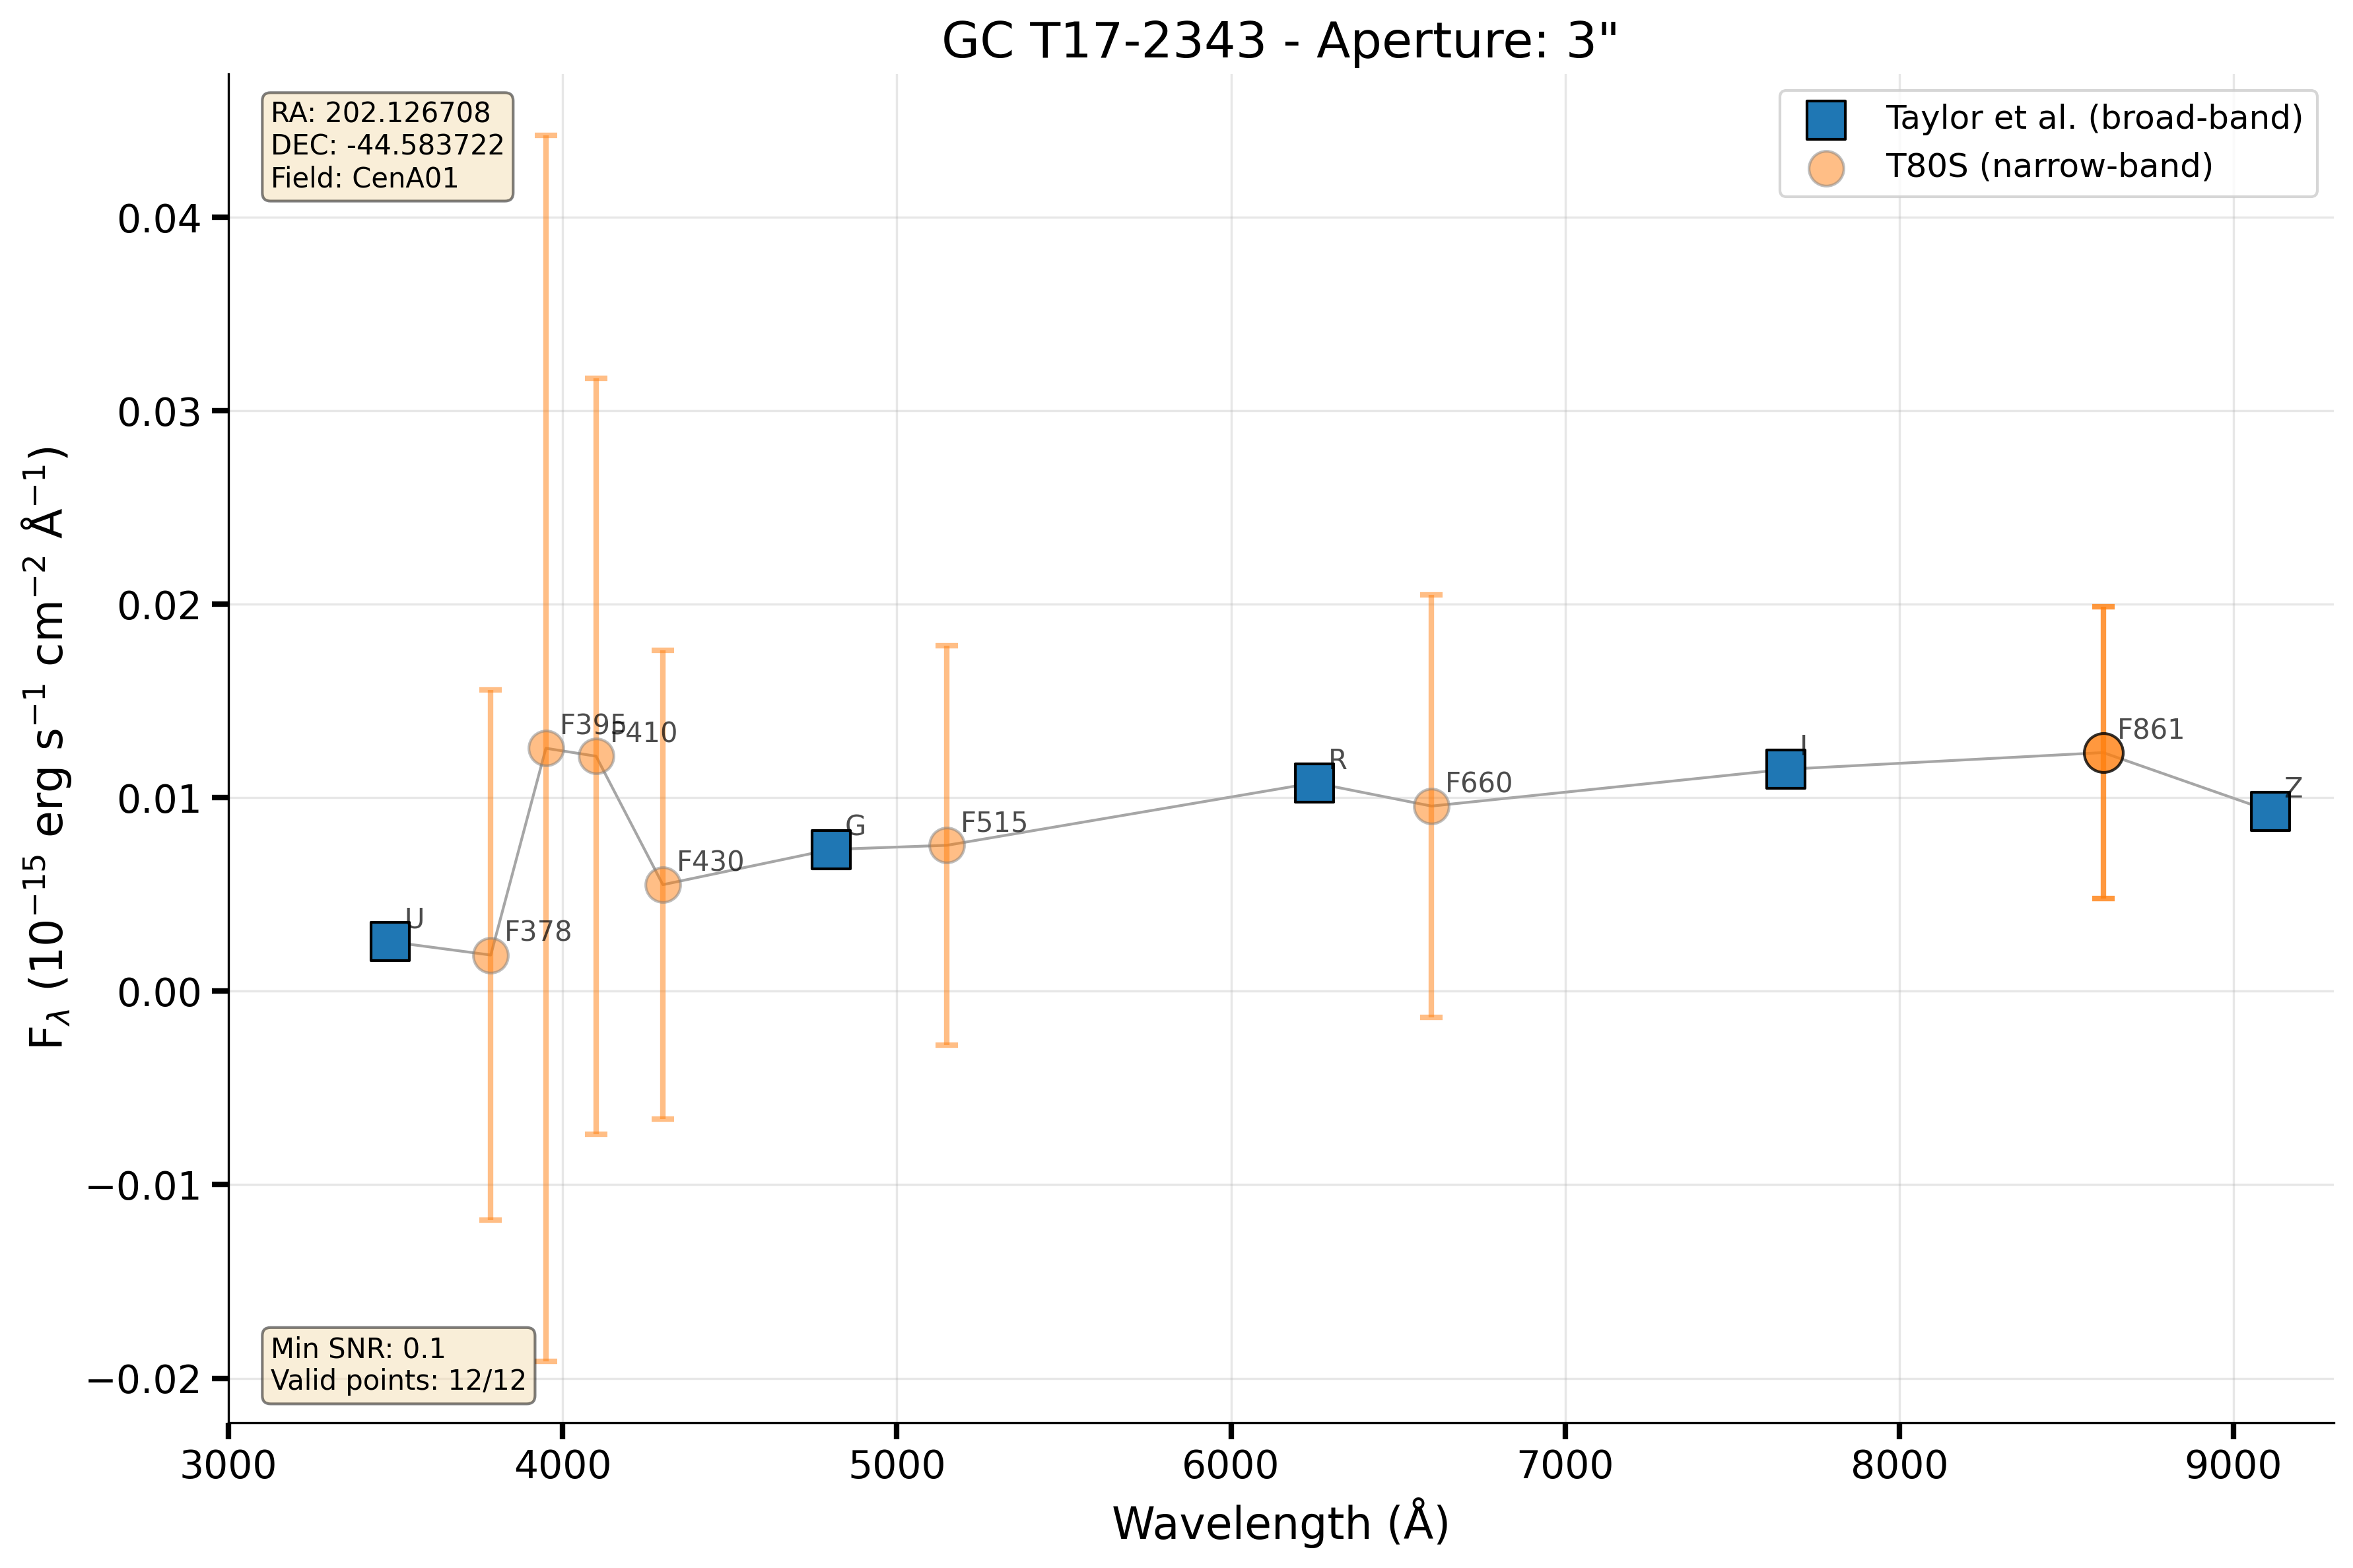 GC T17-2343 - Aperture: 3"
RA: 202.126708
DEC: -44.583722
Field: CenA01
Taylor et al. (broad-band)
T80S (narrow-band)
0.04
0.03
0.02
0.01
0.00
−0.01
−0.02
F_λ (10⁻¹⁵ erg s⁻¹ cm⁻² Å⁻¹)
U
F378
F395
F410
F430
G
F515
R
F660
I
F861
Z
Min SNR: 0.1
Valid points: 12/12
3000 4000 5000 6000 7000 8000 9000
Wavelength (Å)